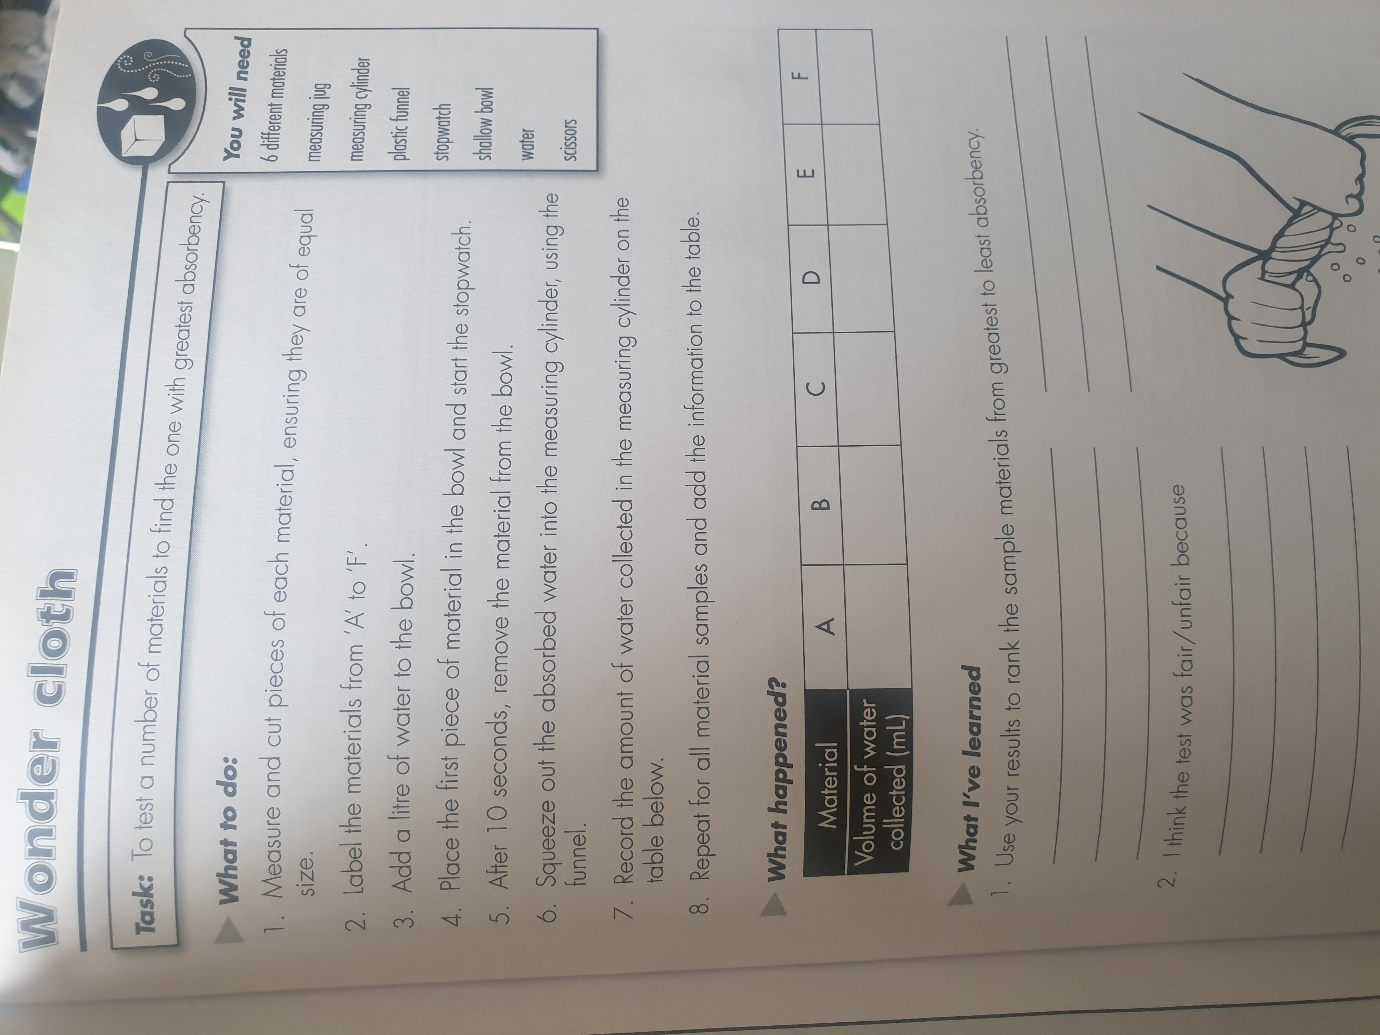 Wonder cloth
Task: To test a number of materials to find the one with greatest absorbency.
You will need
6 different materials
measuring jug
measuring cylinder
plastic funnel
stopwatch
shallow bowl
water
scissors
What to do:
1. Measure and cut pieces of each material, ensuring they are of equal
size.
2. Label the materials from 'A' to 'F'.
3. Add a litre of water to the bowl.
4. Place the first piece of material in the bowl and start the stopwatch.
5. After 10 seconds, remove the material from the bowl.
6. Squeeze out the absorbed water into the measuring cylinder, using the
funnel.
7. Record the amount of water collected in the measuring cylinder on the
table below.
8. Repeat for all material samples and add the information to the table.
What happened?
Material A B C D E F
Volume of water
collected (mL)
What I've learned
1. Use your results to rank the sample materials from greatest to least absorbency.
2. I think the test was fair/unfair because